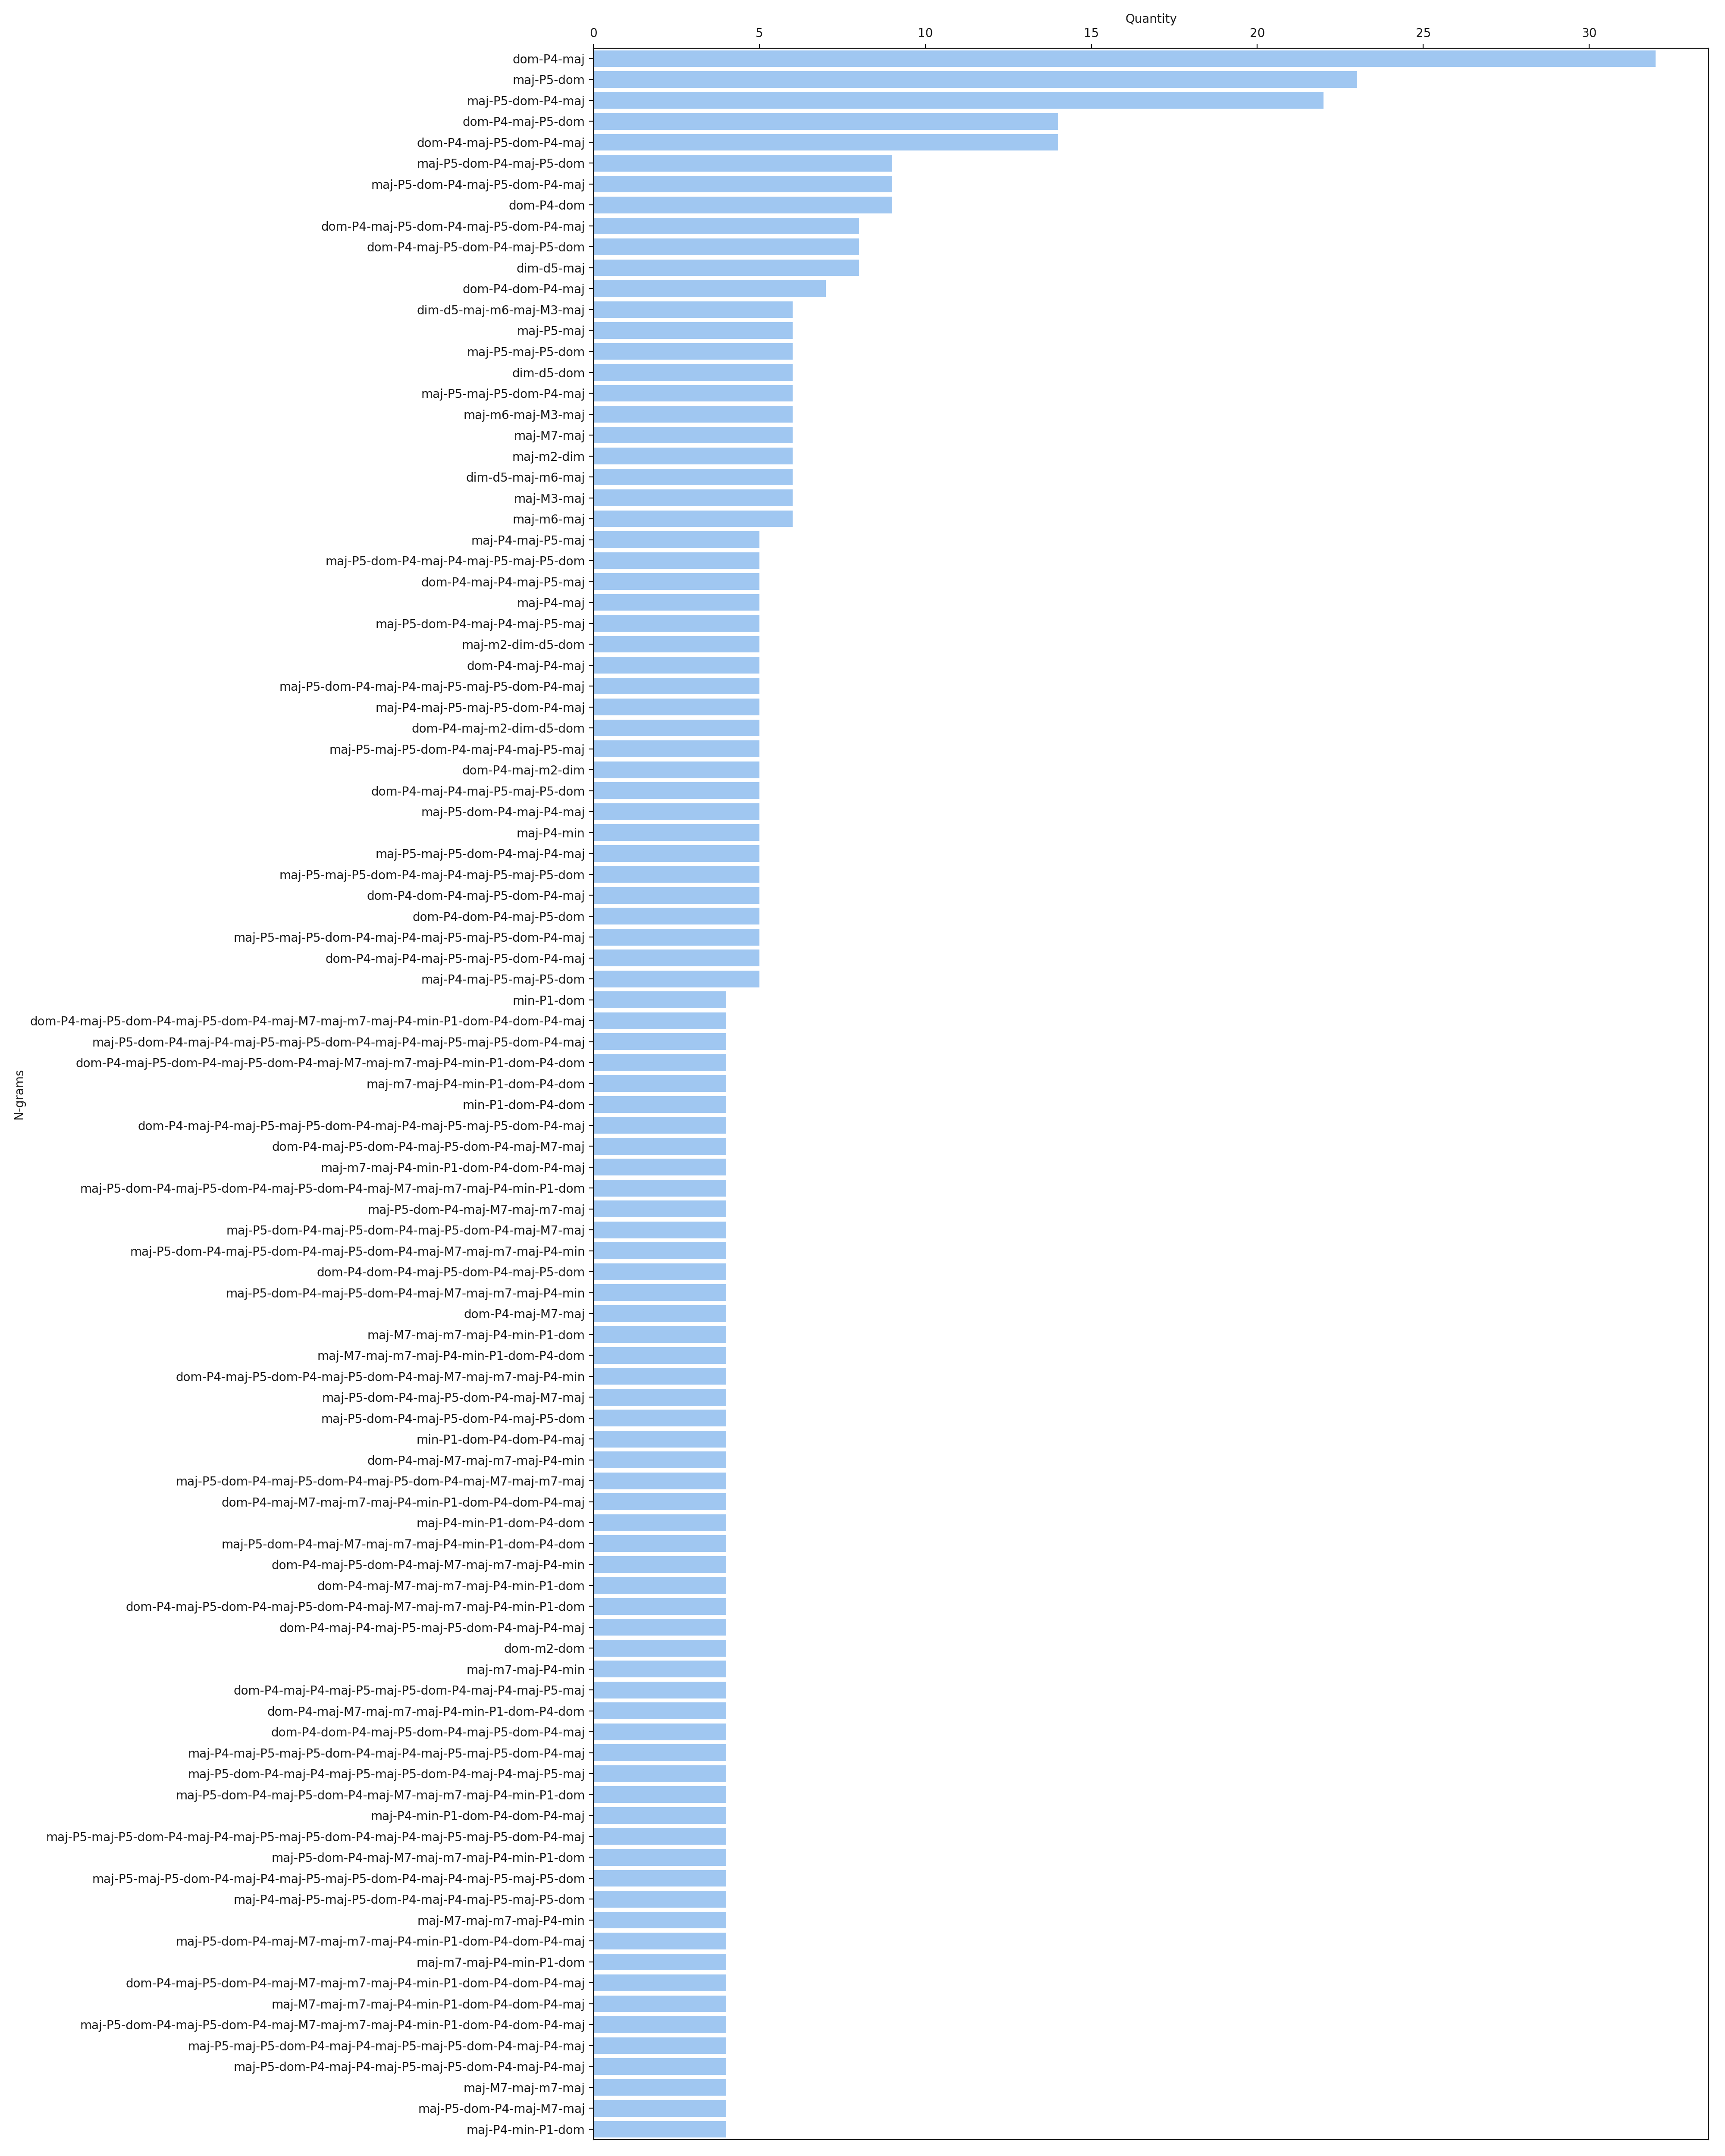 Quantity
0 5 10 15 20 25 30
dom-P4-maj
maj-P5-dom
maj-P5-dom-P4-maj
dom-P4-maj-P5-dom
dom-P4-maj-P5-dom-P4-maj
maj-P5-dom-P4-maj-P5-dom
maj-P5-dom-P4-maj-P5-dom-P4-maj
dom-P4-dom
dom-P4-maj-P5-dom-P4-maj-P5-dom-P4-maj
dom-P4-maj-P5-dom-P4-maj-P5-dom
dim-d5-maj
dom-P4-dom-P4-maj
dim-d5-maj-m6-maj-M3-maj
maj-P5-maj
maj-P5-maj-P5-dom
dim-d5-dom
maj-P5-maj-P5-dom-P4-maj
maj-m6-maj-M3-maj
maj-M7-maj
maj-m2-dim
dim-d5-maj-m6-maj
maj-M3-maj
maj-m6-maj
maj-P4-maj-P5-maj
maj-P5-dom-P4-maj-P4-maj-P5-maj-P5-dom
dom-P4-maj-P4-maj-P5-maj
maj-P4-maj
maj-P5-dom-P4-maj-P4-maj-P5-maj
maj-m2-dim-d5-dom
dom-P4-maj-P4-maj
maj-P5-dom-P4-maj-P4-maj-P5-maj-P5-dom-P4-maj
maj-P4-maj-P5-maj-P5-dom-P4-maj
dom-P4-maj-m2-dim-d5-dom
maj-P5-maj-P5-dom-P4-maj-P4-maj-P5-maj
dom-P4-maj-m2-dim
dom-P4-maj-P4-maj-P5-maj-P5-dom
maj-P5-dom-P4-maj-P4-maj
maj-P4-min
maj-P5-maj-P5-dom-P4-maj-P4-maj
maj-P5-maj-P5-dom-P4-maj-P4-maj-P5-maj-P5-dom
dom-P4-dom-P4-maj-P5-dom-P4-maj
dom-P4-dom-P4-maj-P5-dom
maj-P5-maj-P5-dom-P4-maj-P4-maj-P5-maj-P5-dom-P4-maj
dom-P4-maj-P4-maj-P5-maj-P5-dom-P4-maj
maj-P4-maj-P5-maj-P5-dom
min-P1-dom
dom-P4-maj-P5-dom-P4-maj-P5-dom-P4-maj-M7-maj-m7-maj-P4-min-P1-dom-P4-dom-P4-maj
maj-P5-dom-P4-maj-P4-maj-P5-maj-P5-dom-P4-maj-P4-maj-P5-maj-P5-dom-P4-maj
dom-P4-maj-P5-dom-P4-maj-P5-dom-P4-maj-M7-maj-m7-maj-P4-min-P1-dom-P4-dom
maj-m7-maj-P4-min-P1-dom-P4-dom
min-P1-dom-P4-dom
dom-P4-maj-P4-maj-P5-maj-P5-dom-P4-maj-P4-maj-P5-maj-P5-dom-P4-maj
dom-P4-maj-P5-dom-P4-maj-P5-dom-P4-maj-M7-maj
maj-m7-maj-P4-min-P1-dom-P4-dom-P4-maj
maj-P5-dom-P4-maj-P5-dom-P4-maj-P5-dom-P4-maj-M7-maj-m7-maj-P4-min-P1-dom
maj-P5-dom-P4-maj-M7-maj-m7-maj
maj-P5-dom-P4-maj-P5-dom-P4-maj-P5-dom-P4-maj-M7-maj
maj-P5-dom-P4-maj-P5-dom-P4-maj-P5-dom-P4-maj-M7-maj-m7-maj-P4-min
dom-P4-dom-P4-maj-P5-dom-P4-maj-P5-dom
maj-P5-dom-P4-maj-P5-dom-P4-maj-M7-maj-m7-maj-P4-min
dom-P4-maj-M7-maj
maj-M7-maj-m7-maj-P4-min-P1-dom
maj-M7-maj-m7-maj-P4-min-P1-dom-P4-dom
dom-P4-maj-P5-dom-P4-maj-P5-dom-P4-maj-M7-maj-m7-maj-P4-min
maj-P5-dom-P4-maj-P5-dom-P4-maj-M7-maj
maj-P5-dom-P4-maj-P5-dom-P4-maj-P5-dom
min-P1-dom-P4-dom-P4-maj
dom-P4-maj-M7-maj-m7-maj-P4-min
maj-P5-dom-P4-maj-P5-dom-P4-maj-P5-dom-P4-maj-M7-maj-m7-maj
dom-P4-maj-M7-maj-m7-maj-P4-min-P1-dom-P4-dom-P4-maj
maj-P4-min-P1-dom-P4-dom
maj-P5-dom-P4-maj-M7-maj-m7-maj-P4-min-P1-dom-P4-dom
dom-P4-maj-P5-dom-P4-maj-M7-maj-m7-maj-P4-min
dom-P4-maj-M7-maj-m7-maj-P4-min-P1-dom
dom-P4-maj-P5-dom-P4-maj-P5-dom-P4-maj-M7-maj-m7-maj-P4-min-P1-dom
dom-P4-maj-P4-maj-P5-maj-P5-dom-P4-maj-P4-maj
dom-m2-dom
maj-m7-maj-P4-min
dom-P4-maj-P4-maj-P5-maj-P5-dom-P4-maj-P4-maj-P5-maj
dom-P4-maj-M7-maj-m7-maj-P4-min-P1-dom-P4-dom
dom-P4-dom-P4-maj-P5-dom-P4-maj-P5-dom-P4-maj
maj-P4-maj-P5-maj-P5-dom-P4-maj-P4-maj-P5-maj-P5-dom-P4-maj
maj-P5-dom-P4-maj-P4-maj-P5-maj-P5-dom-P4-maj-P4-maj-P5-maj
maj-P5-dom-P4-maj-P5-dom-P4-maj-M7-maj-m7-maj-P4-min-P1-dom
maj-P4-min-P1-dom-P4-dom-P4-maj
maj-P5-maj-P5-dom-P4-maj-P4-maj-P5-maj-P5-dom-P4-maj-P4-maj-P5-maj-P5-dom-P4-maj
maj-P5-dom-P4-maj-M7-maj-m7-maj-P4-min-P1-dom
maj-P5-maj-P5-dom-P4-maj-P4-maj-P5-maj-P5-dom-P4-maj-P4-maj-P5-maj-P5-dom
maj-P4-maj-P5-maj-P5-dom-P4-maj-P4-maj-P5-maj-P5-dom
maj-M7-maj-m7-maj-P4-min
maj-P5-dom-P4-maj-M7-maj-m7-maj-P4-min-P1-dom-P4-dom-P4-maj
maj-m7-maj-P4-min-P1-dom
dom-P4-maj-P5-dom-P4-maj-M7-maj-m7-maj-P4-min-P1-dom-P4-dom-P4-maj
maj-M7-maj-m7-maj-P4-min-P1-dom-P4-dom-P4-maj
maj-P5-dom-P4-maj-P5-dom-P4-maj-M7-maj-m7-maj-P4-min-P1-dom-P4-dom-P4-maj
maj-P5-maj-P5-dom-P4-maj-P4-maj-P5-maj-P5-dom-P4-maj-P4-maj
maj-P5-dom-P4-maj-P4-maj-P5-maj-P5-dom-P4-maj-P4-maj
maj-M7-maj-m7-maj
maj-P5-dom-P4-maj-M7-maj
maj-P4-min-P1-dom
N-grams